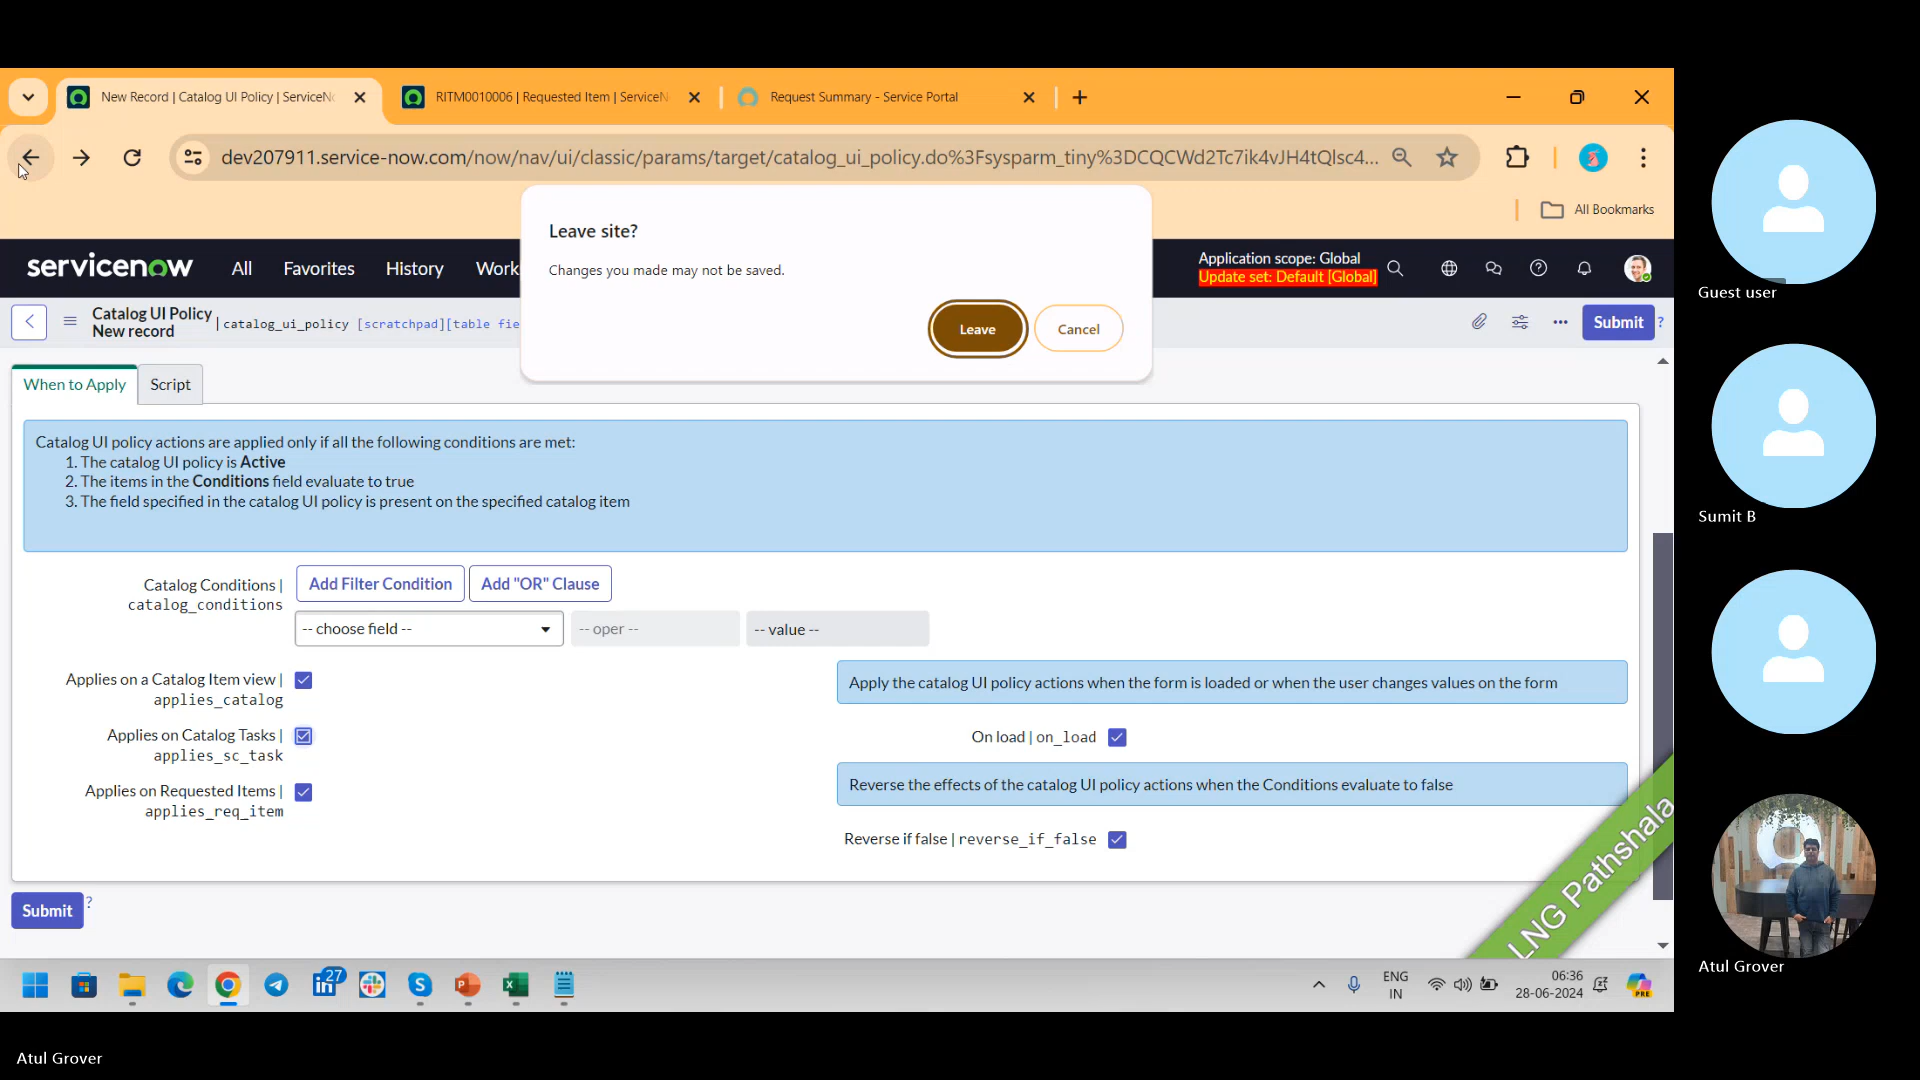 New Record | Catalog UI Policy | ServiceNo
RITM0010006 | Requested Item | ServiceN
Request Summary - Service Portal
dev207911.service-now.com/now/nav/ui/classic/params/target/catalog_ui_policy.do%3Fsysparm_tiny%3DCQCWd2Tc7ik4vJH4tQlsc4...
All Bookmarks
Leave site?
Changes you made may not be saved.
Leave
Cancel
servicenow
All
Favorites
History
Work
Application scope: Global
Update set: Default [Global]
Catalog UI Policy
New record
| catalog_ui_policy [scratchpad][table fie
Submit
?
When to Apply
Script
Catalog UI policy actions are applied only if all the following conditions are met:
1. The catalog UI policy is Active
2. The items in the Conditions field evaluate to true
3. The field specified in the catalog UI policy is present on the specified catalog item
Catalog Conditions |
catalog_conditions
Add Filter Condition
Add "OR" Clause
-- choose field --
-- oper --
-- value --
Applies on a Catalog Item view |
applies_catalog
Apply the catalog UI policy actions when the form is loaded or when the user changes values on the form
Applies on Catalog Tasks |
applies_sc_task
On load | on_load
Applies on Requested Items |
applies_req_item
Reverse the effects of the catalog UI policy actions when the Conditions evaluate to false
Reverse if false | reverse_if_false
Submit
?
LNG Pathshala
27
PRE
ENG
IN
06:36
28-06-2024
Guest user
Sumit B
Atul Grover
Atul Grover